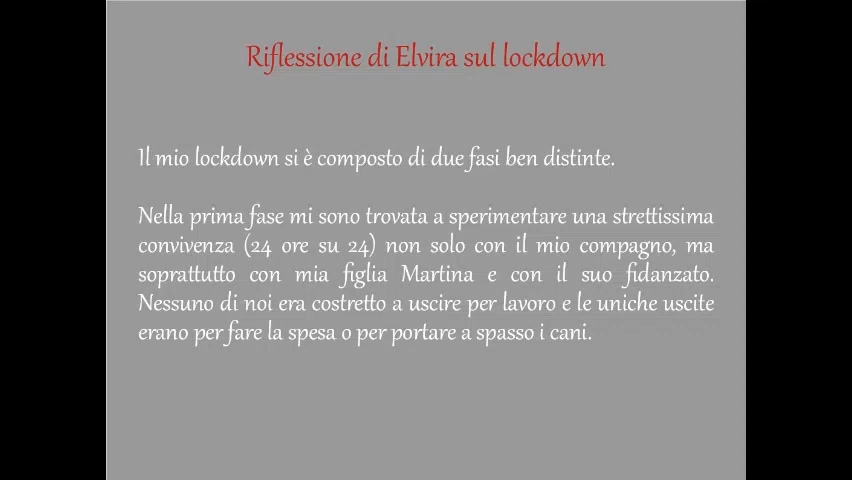 Riflessione di Elvira sul lockdown
Il mio lockdown si è composto di due fasi ben distinte.
Nella prima fase mi sono trovata a sperimentare una strettissima
convivenza (24 ore su 24) non solo con il mio compagno, ma
soprattutto con mia figlia Martina e con il suo fidanzato.
Nessuno di noi era costretto a uscire per lavoro e le uniche uscite
erano per fare la spesa o per portare a spasso i cani.